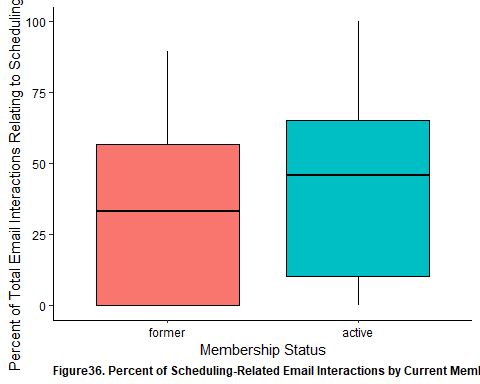 Percent of Total Email Interactions Relating to Scheduling
100
75
50
25
0
former
active
Membership Status
Figure36. Percent of Scheduling-Related Email Interactions by Current